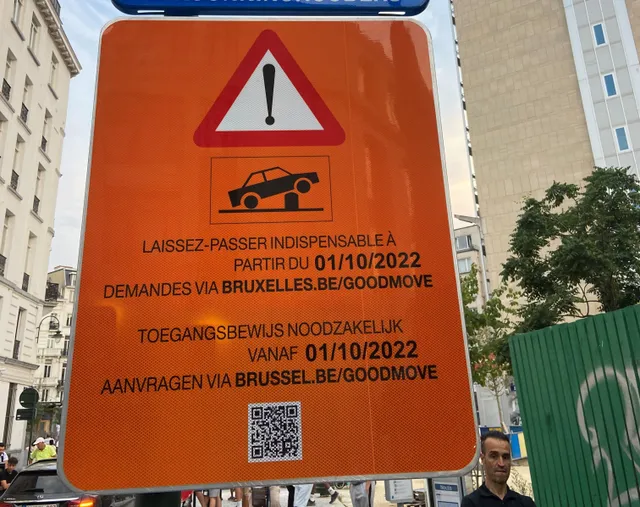 LAISSEZ-PASSER INDISPENSABLE À
PARTIR DU 01/10/2022
DEMANDES VIA BRUXELLES.BE/GOODMOVE
TOEGANGSBEWIJS NOODZAKELIJK
VANAF 01/10/2022
AANVRAGEN VIA BRUSSEL.BE/GOODMOVE